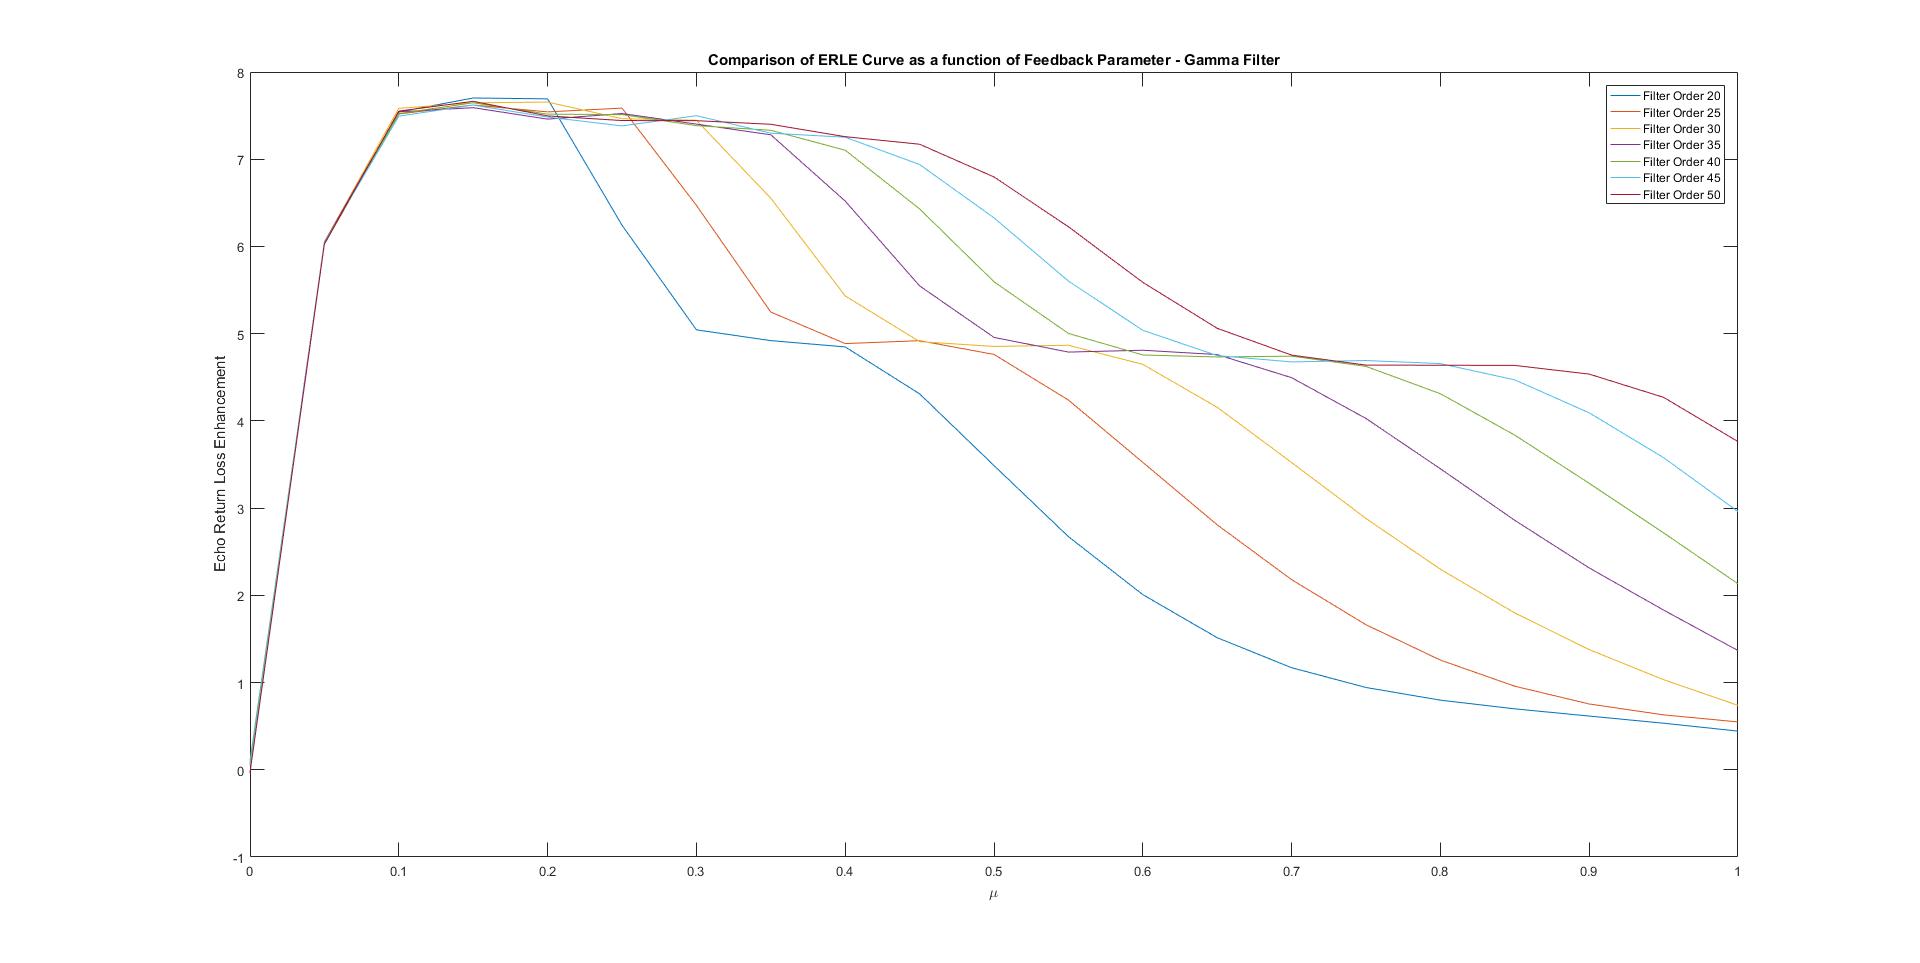 Comparison of ERLE Curve as a function of Feedback Parameter - Gamma Filter
8
7
6
5
4
3
2
1
0
-1
Echo Return Loss Enhancement
Filter Order 20
Filter Order 25
Filter Order 30
Filter Order 35
Filter Order 40
Filter Order 45
Filter Order 50
0 0.1 0.2 0.3 0.4 0.5 0.6 0.7 0.8 0.9 1
μ